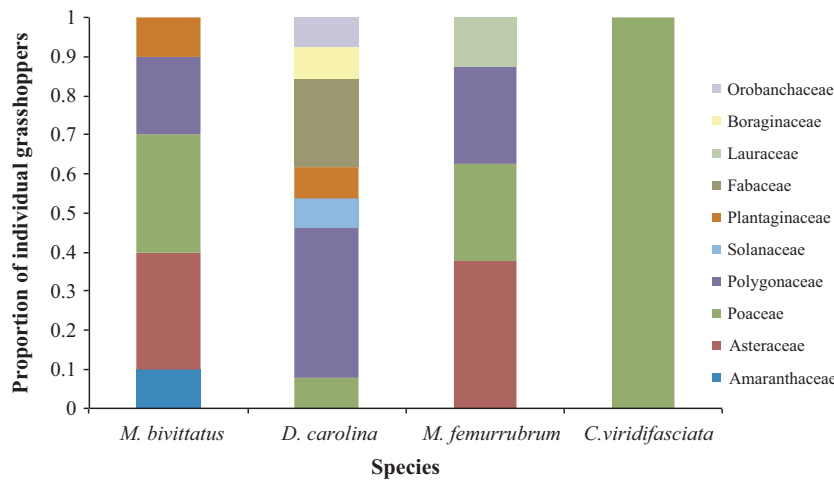 Proportion of individual grasshoppers
1
0.9
0.8
0.7
0.6
0.5
0.4
0.3
0.2
0.1
0
M. bivittatus
D. carolina
M. femurrubrum
C.viridifasciata
Species
Orobanchaceae
Boraginaceae
Lauraceae
Fabaceae
Plantaginaceae
Solanaceae
Polygonaceae
Poaceae
Asteraceae
Amaranthaceae